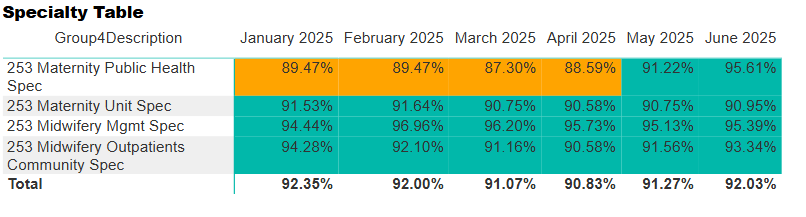 Specialty Table
Group4Description January 2025 February 2025 March 2025 April 2025 May 2025 June 2025
253 Maternity Public Health 89.47% 89.47% 87.30% 88.59% 91.22% 95.61%
Spec
253 Maternity Unit Spec 91.53% 91.64% 90.75% 90.58% 90.75% 90.95%
253 Midwifery Mgmt Spec 94.44% 96.96% 96.20% 95.73% 95.13% 95.39%
253 Midwifery Outpatients 94.28% 92.10% 91.16% 90.58% 91.56% 93.34%
Community Spec
Total 92.35% 92.00% 91.07% 90.83% 91.27% 92.03%